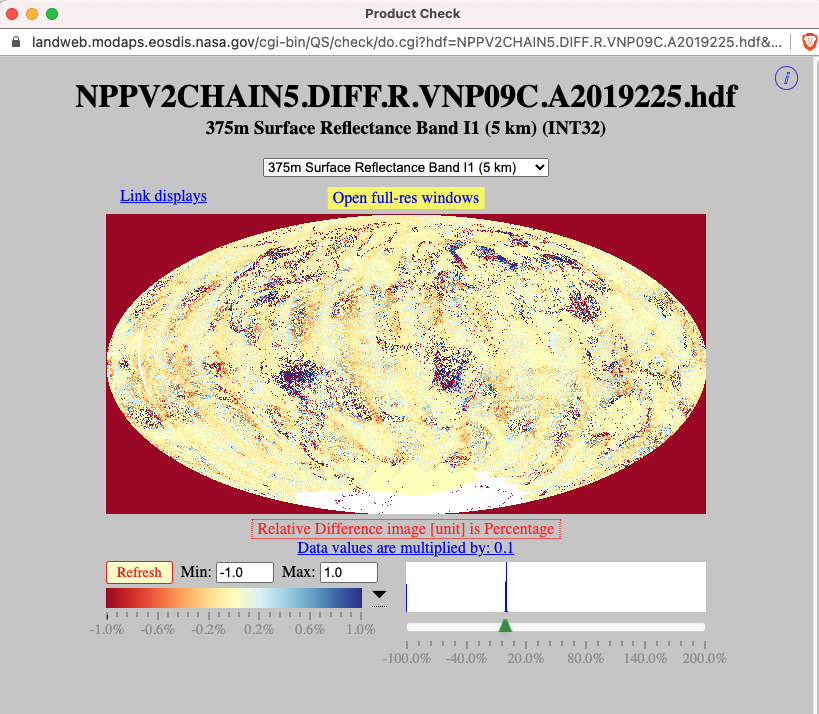 Product Check
landweb.modaps.eosdis.nasa.gov/cgi-bin/QS/check/do.cgi?hdf=NPPV2CHAIN5.DIFF.R.VNP09C.A2019225.hdf&...
i
NPPV2CHAIN5.DIFF.R.VNP09C.A2019225.hdf
375m Surface Reflectance Band I1 (5 km) (INT32)
375m Surface Reflectance Band I1 (5 km)
Link displays Open full-res windows
Relative Difference image [unit] is Percentage
Data values are multiplied by: 0.1
Refresh Min: -1.0 Max: 1.0
-1.0% -0.6% -0.2% 0.2% 0.6% 1.0%
-100.0% -40.0% 20.0% 80.0% 140.0% 200.0%